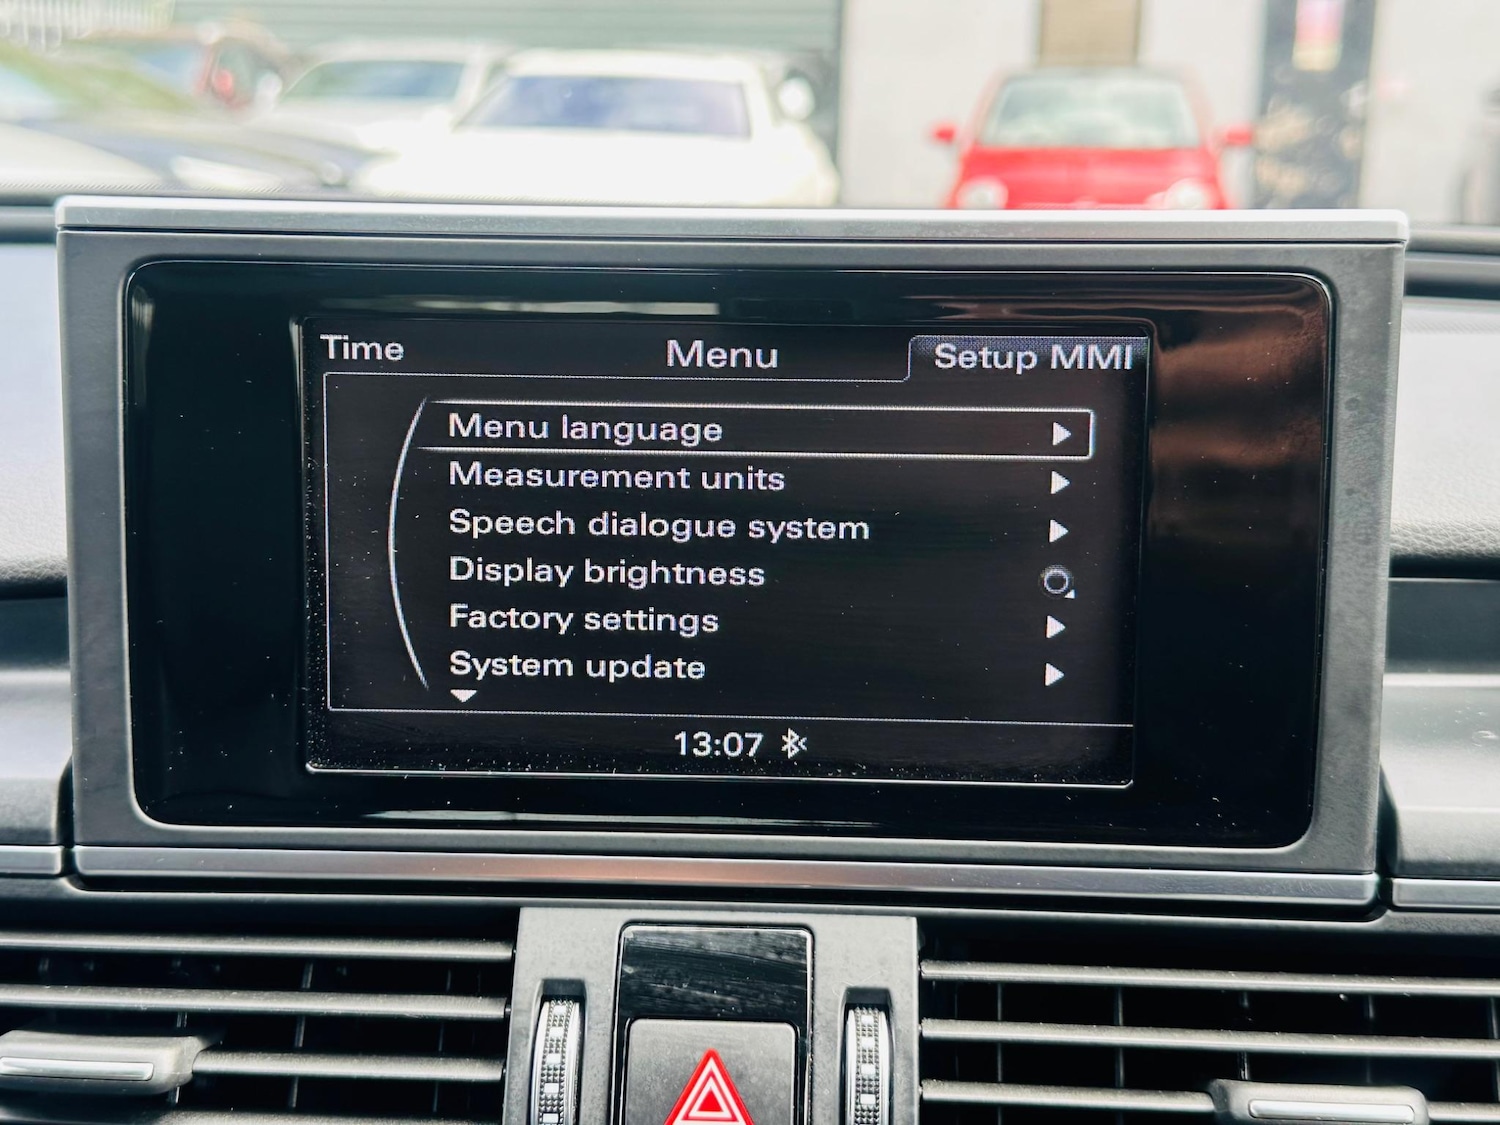 Time Menu Setup MMI
Menu language
Measurement units
Speech dialogue system
Display brightness
Factory settings
System update
13:07